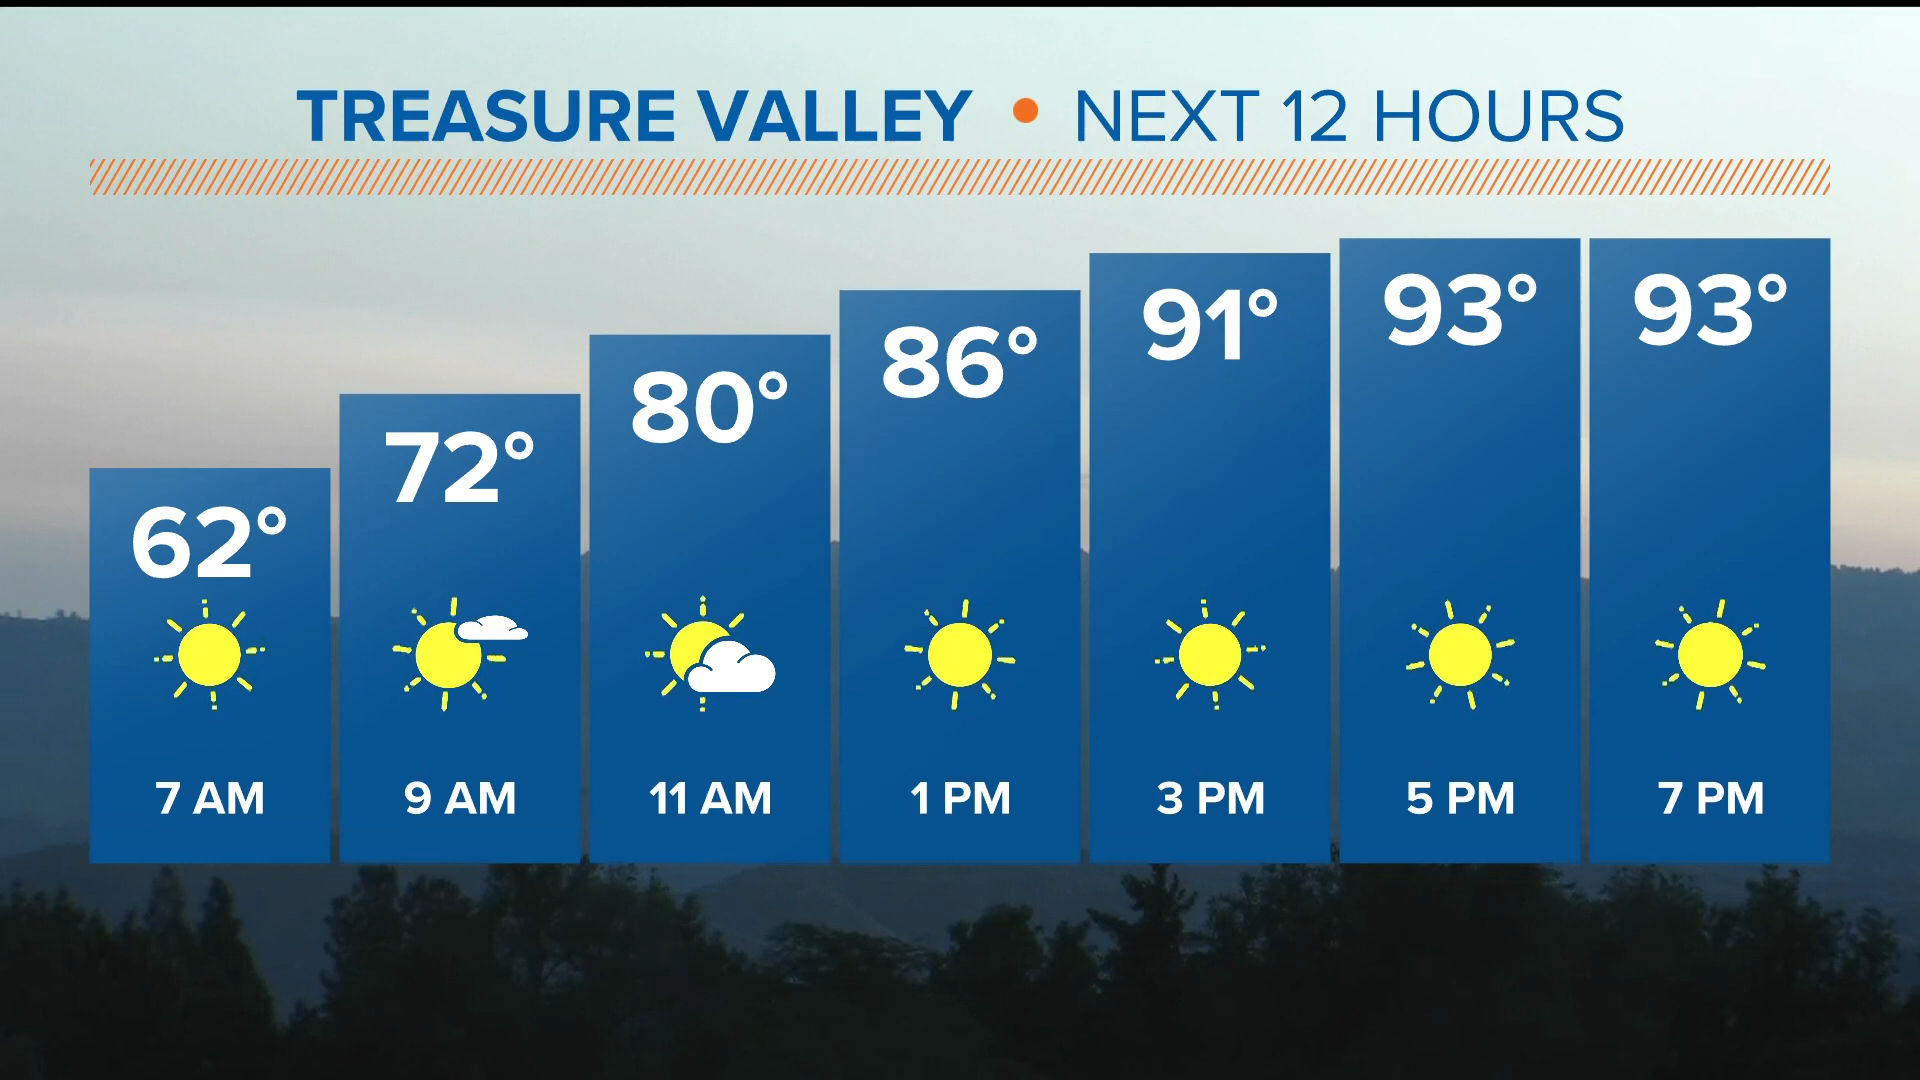 TREASURE VALLEY • NEXT 12 HOURS
62° 72° 80° 86° 91° 93° 93°
7 AM 9 AM 11 AM 1 PM 3 PM 5 PM 7 PM